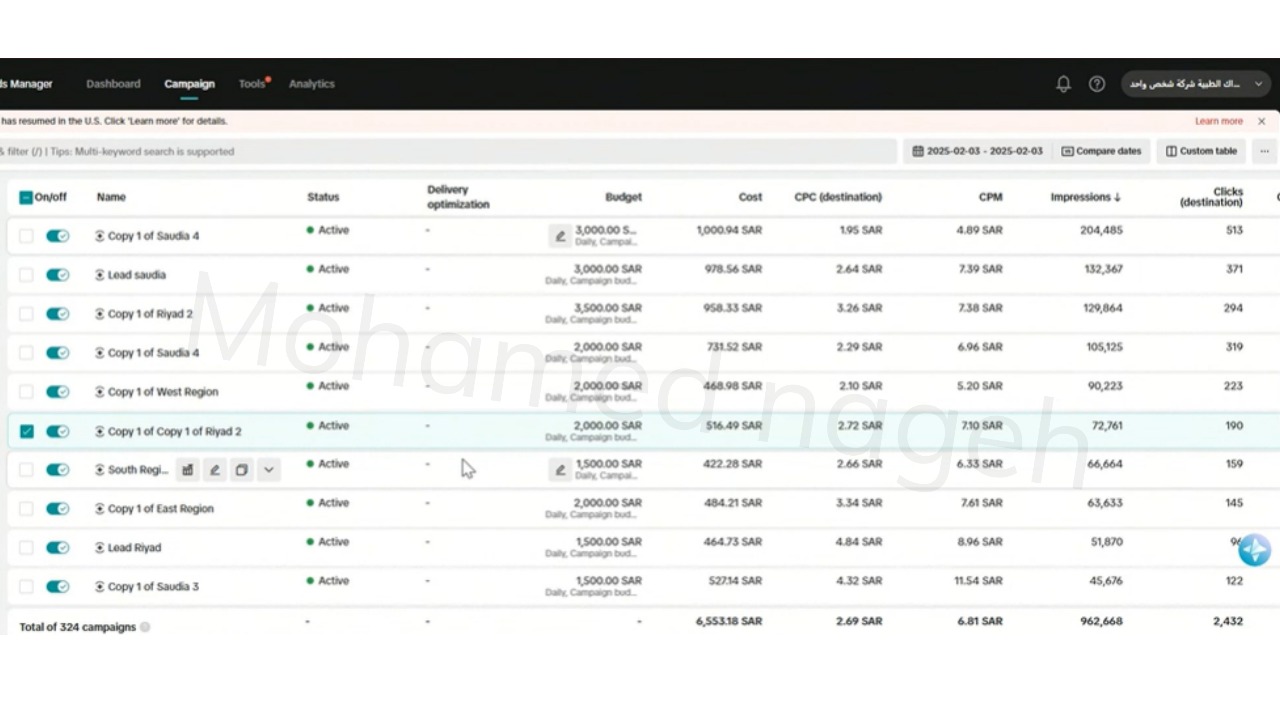 ds Manager Dashboard Campaign Tools Analytics ...اك الطبية شركة شخص واحد
has resumed in the U.S. Click 'Learn more' for details. Learn more
& filter (/) | Tips: Multi-keyword search is supported 2025-02-03 - 2025-02-03 Compare dates Custom table ...
On/off Name Status Delivery optimization Budget Cost CPC (destination) CPM Impressions ↓ Clicks (destination)
Copy 1 of Saudia 4 Active - 3,000.00 S... 1,000.94 SAR 1.95 SAR 4.89 SAR 204,485 513
Daily, Campai...
Lead saudia Active - 3,000.00 SAR 978.56 SAR 2.64 SAR 7.39 SAR 132,367 371
Daily, Campaign bud...
Copy 1 of Riyad 2 Active - 3,500.00 SAR 958.33 SAR 3.26 SAR 7.38 SAR 129,864 294
Daily, Campaign bud...
Copy 1 of Saudia 4 Active - 2,000.00 SAR 731.52 SAR 2.29 SAR 6.96 SAR 105,125 319
Daily, Campaign bud...
Copy 1 of West Region Active - 2,000.00 SAR 468.98 SAR 2.10 SAR 5.20 SAR 90,223 223
Daily, Campaign bud...
Copy 1 of Copy 1 of Riyad 2 Active - 2,000.00 SAR 516.49 SAR 2.72 SAR 7.10 SAR 72,761 190
Daily, Campaign bud...
South Regi... Active - 1,500.00 SAR 422.28 SAR 2.66 SAR 6.33 SAR 66,664 159
Daily, Campai...
Copy 1 of East Region Active - 2,000.00 SAR 484.21 SAR 3.34 SAR 7.61 SAR 63,633 145
Daily, Campaign bud...
Lead Riyad Active - 1,500.00 SAR 464.73 SAR 4.84 SAR 8.96 SAR 51,870
Daily, Campaign bud...
Copy 1 of Saudia 3 Active - 1,500.00 SAR 527.14 SAR 4.32 SAR 11.54 SAR 45,676 122
Daily, Campaign bud...
Total of 324 campaigns - - - 6,553.18 SAR 2.69 SAR 6.81 SAR 962,668 2,432
Mohamed nageh